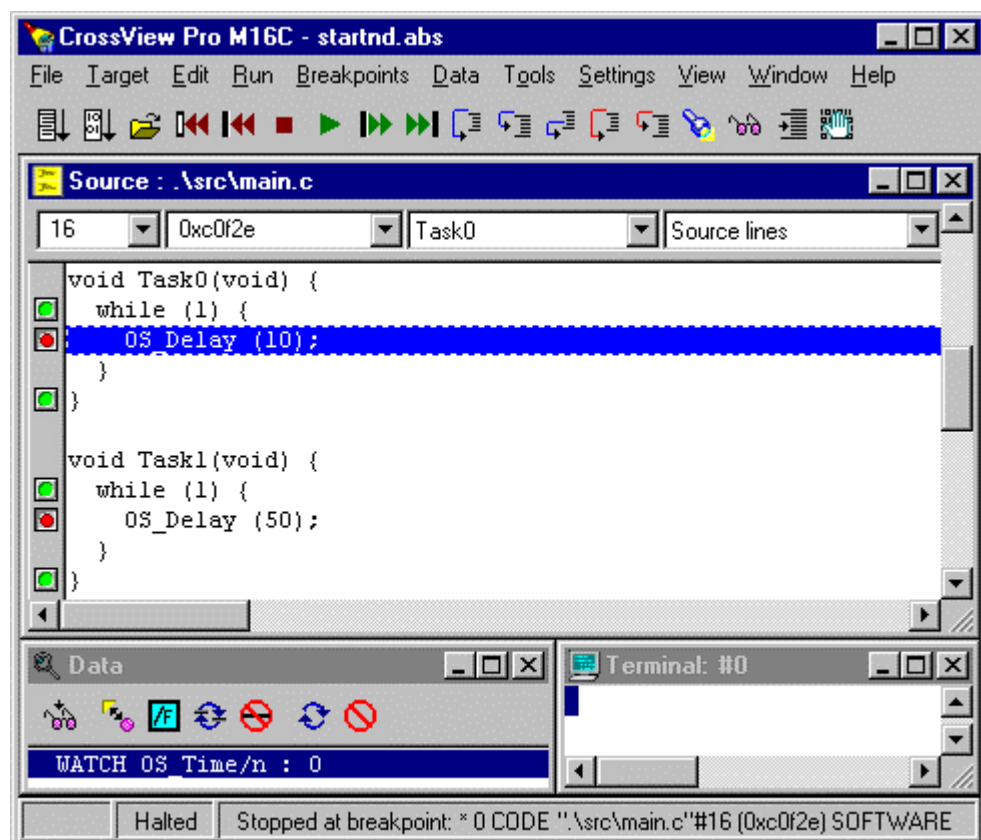 CrossView Pro M16C - startnd.abs
File Target Edit Run Breakpoints Data Tools Settings View Window Help
Source : .\src\main.c
16 0xc0f2e Task0 Source lines
void Task0(void) {
  while (1) {
    OS_Delay (10);
  }
}
void Task1(void) {
  while (1) {
    OS_Delay (50);
  }
}
Data
/F
WATCH OS_Time/n : 0
Terminal: #0
Halted Stopped at breakpoint: * 0 CODE ".\src\main.c"#16 (0xc0f2e) SOFTWARE